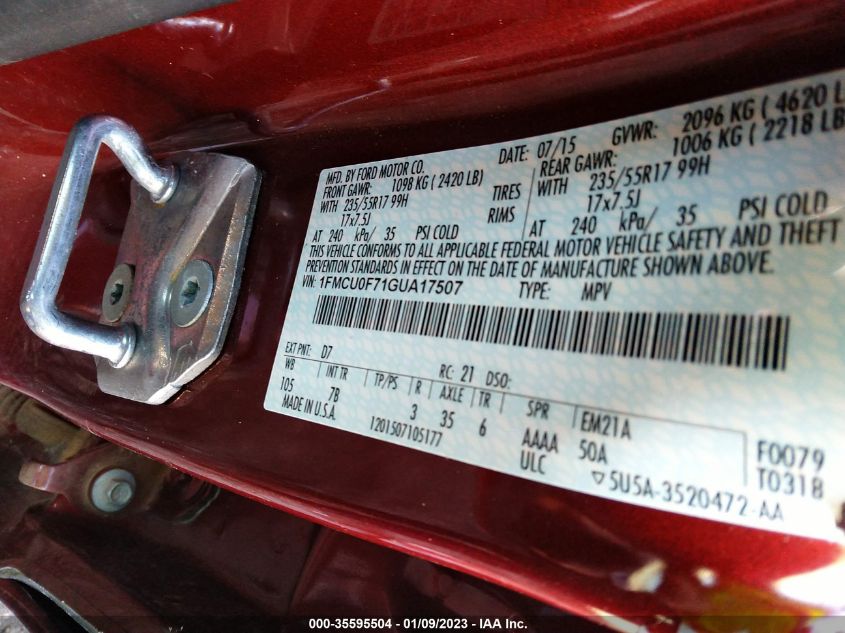 MFD. BY FORD MOTOR CO.
DATE: 07/15 GVWR: 2096 KG ( 4620 L
FRONT GAWR: 1098 KG ( 2420 LB)
REAR GAWR: 1006 KG ( 2218 LB
WITH 235/55R17 99H TIRES WITH 235/55R17 99H
17x7.5J RIMS 17x7.5J
AT 240 kPa/ 35 PSI COLD AT 240 kPa/ 35 PSI COLD
THIS VEHICLE CONFORMS TO ALL APPLICABLE FEDERAL MOTOR VEHICLE SAFETY AND THEFT
PREVENTION STANDARDS IN EFFECT ON THE DATE OF MANUFACTURE SHOWN ABOVE.
VIN: 1FMCU0F71GUA17507 TYPE: MPV
EXT PNT: D7 RC: 21 DSO:
WB INT TR TP/PS R AXLE TR SPR EM21A
105 7B 3 35 6 AAAA 50A F0079
MADE IN U.S.A. 1201507105177 ULC T0318
5U5A-3520472-AA
000-35595504 / 01/09/2023 - IAA Inc.